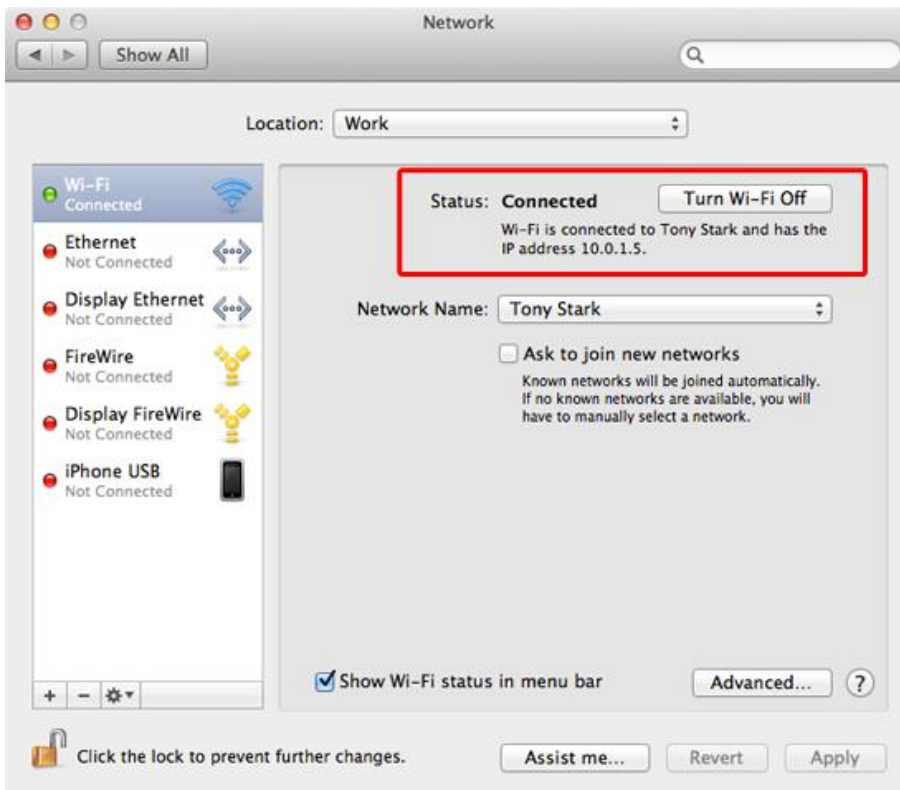 Network
Show All
Location: Work
Wi-Fi
Connected
Ethernet
Not Connected
Display Ethernet
Not Connected
FireWire
Not Connected
Display FireWire
Not Connected
iPhone USB
Not Connected
Status: Connected Turn Wi-Fi Off
Wi-Fi is connected to Tony Stark and has the
IP address 10.0.1.5.
Network Name: Tony Stark
Ask to join new networks
Known networks will be joined automatically.
If no known networks are available, you will
have to manually select a network.
Show Wi-Fi status in menu bar Advanced... ?
Click the lock to prevent further changes. Assist me... Revert Apply